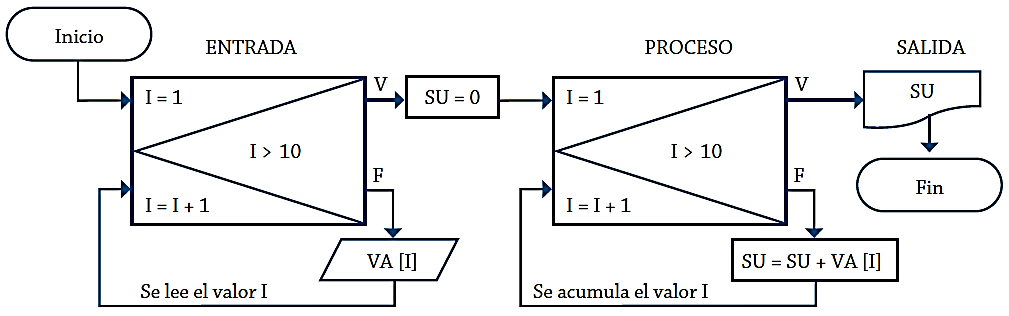 Inicio
ENTRADA
PROCESO
SALIDA
I = 1
V
SU = 0
I = 1
V
SU
I > 10
I > 10
F
F
Fin
I = I + 1
I = I + 1
VA [I]
SU = SU + VA [I]
Se lee el valor I
Se acumula el valor I